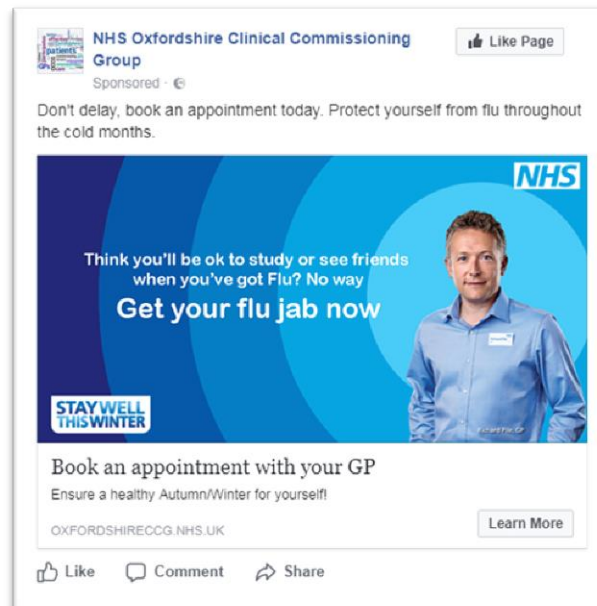 patients
NHS Oxfordshire Clinical Commissioning
Group
Like Page
Sponsored ·
Don't delay, book an appointment today. Protect yourself from flu throughout
the cold months.
NHS
Think you'll be ok to study or see friends
when you've got Flu? No way
Get your flu jab now
STAY WELL
THIS WINTER
Book an appointment with your GP
Ensure a healthy Autumn/Winter for yourself!
OXFORDSHIRECCG.NHS.UK
Learn More
Like Comment Share